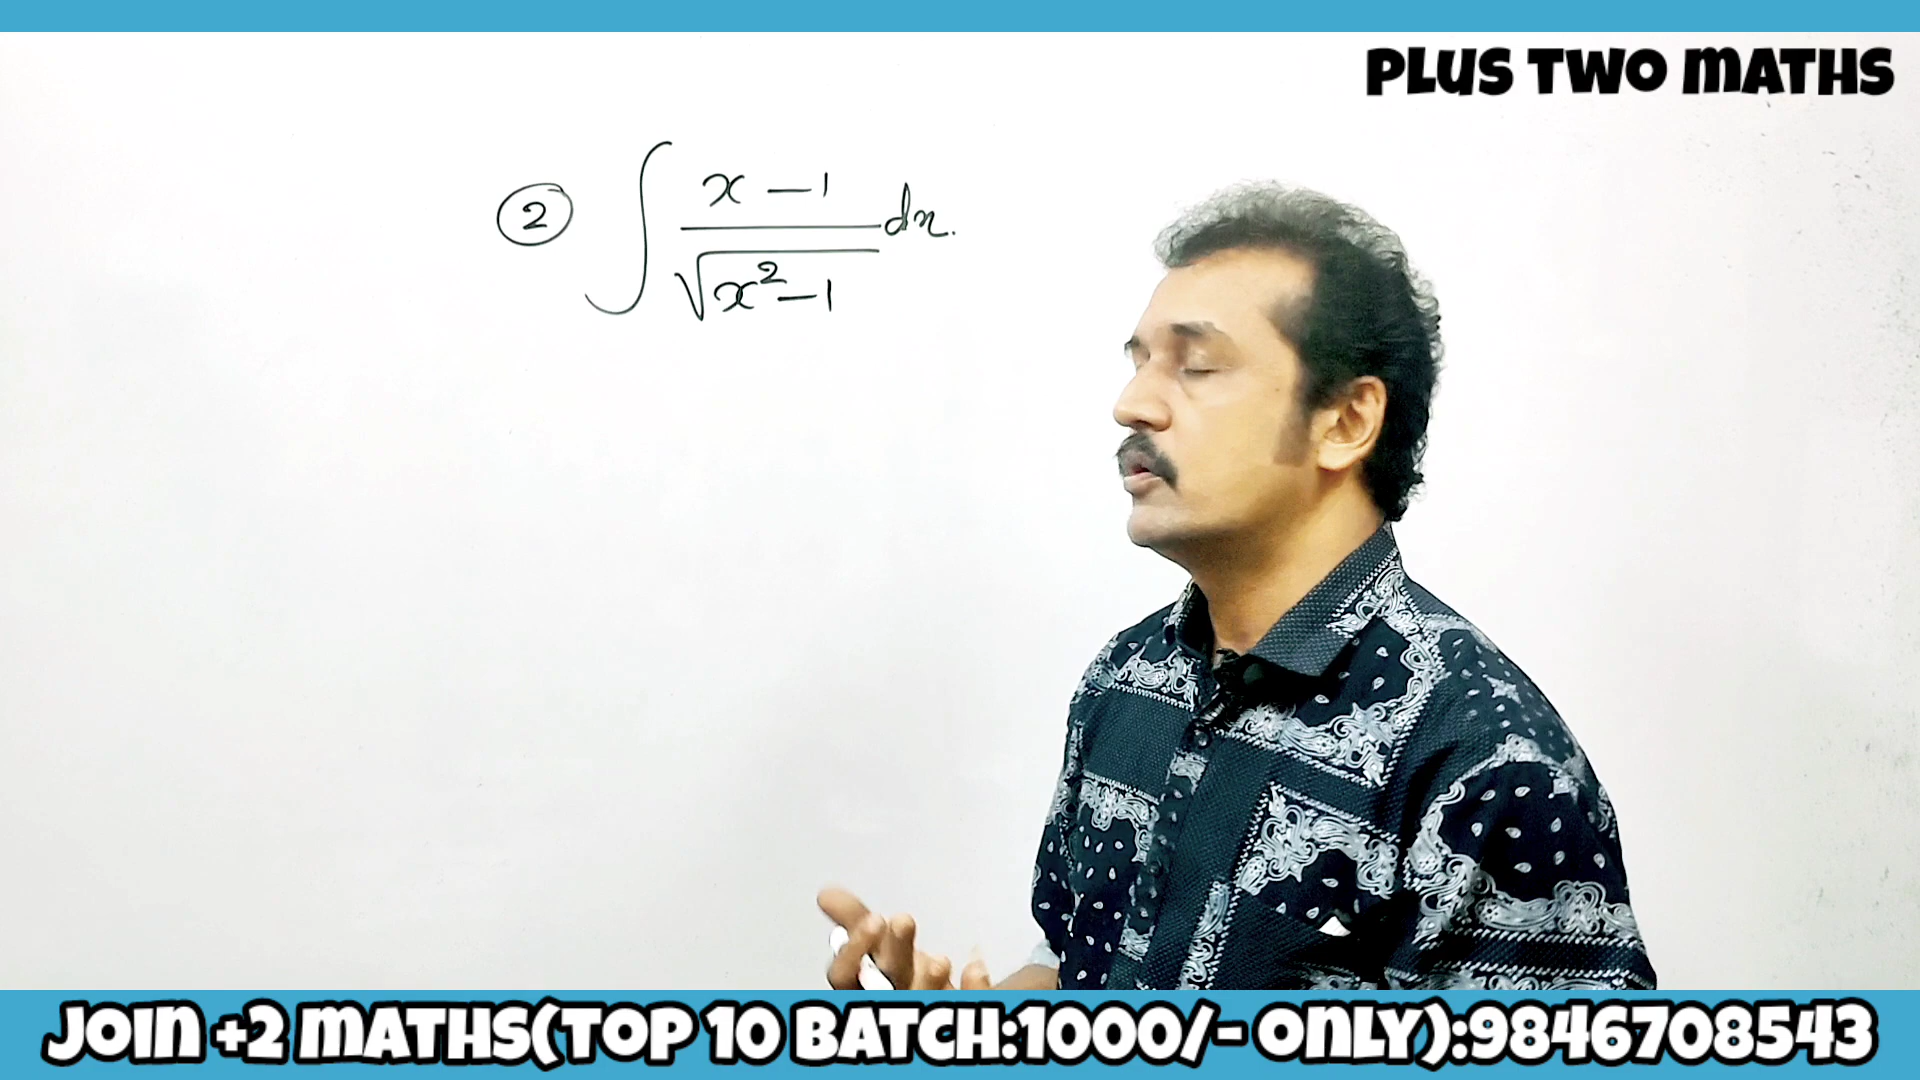 PLUS TWO MATHS
② ∫ x - 1 / √x² - 1 dx.
JOIN +2 MATHS(TOP 10 BATCH:1000/- ONLY):9846708543